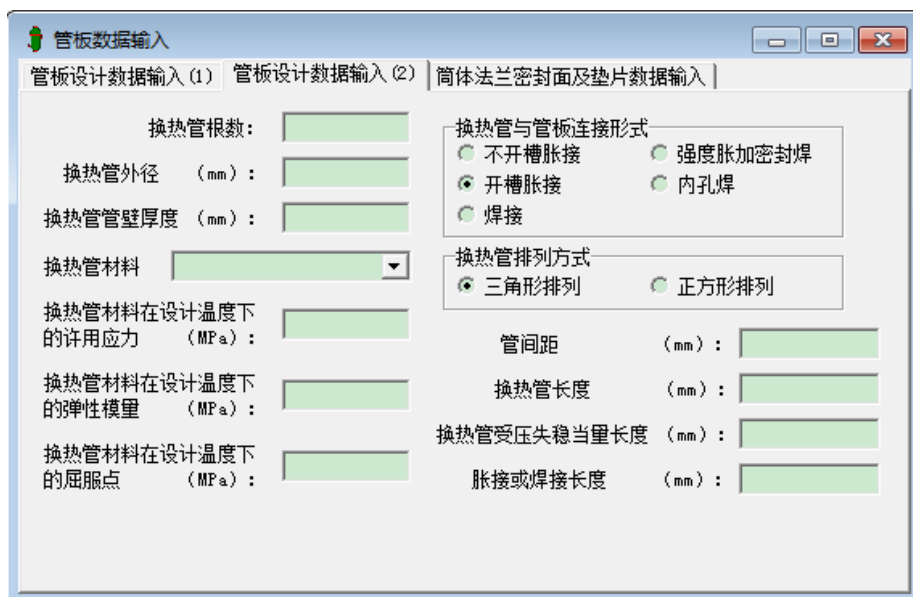 管板数据输入
管板设计数据输入(1) 管板设计数据输入(2) 筒体法兰密封面及垫片数据输入
换热管根数:
换热管外径 (mm):
换热管管壁厚度 (mm):
换热管材料
换热管材料在设计温度下
的许用应力 (MPa):
换热管材料在设计温度下
的弹性模量 (MPa):
换热管材料在设计温度下
的屈服点 (MPa):
换热管与管板连接形式
不开槽胀接 强度胀加密封焊
开槽胀接 内孔焊
焊接
换热管排列方式
三角形排列 正方形排列
管间距 (mm):
换热管长度 (mm):
换热管受压失稳当量长度 (mm):
胀接或焊接长度 (mm):